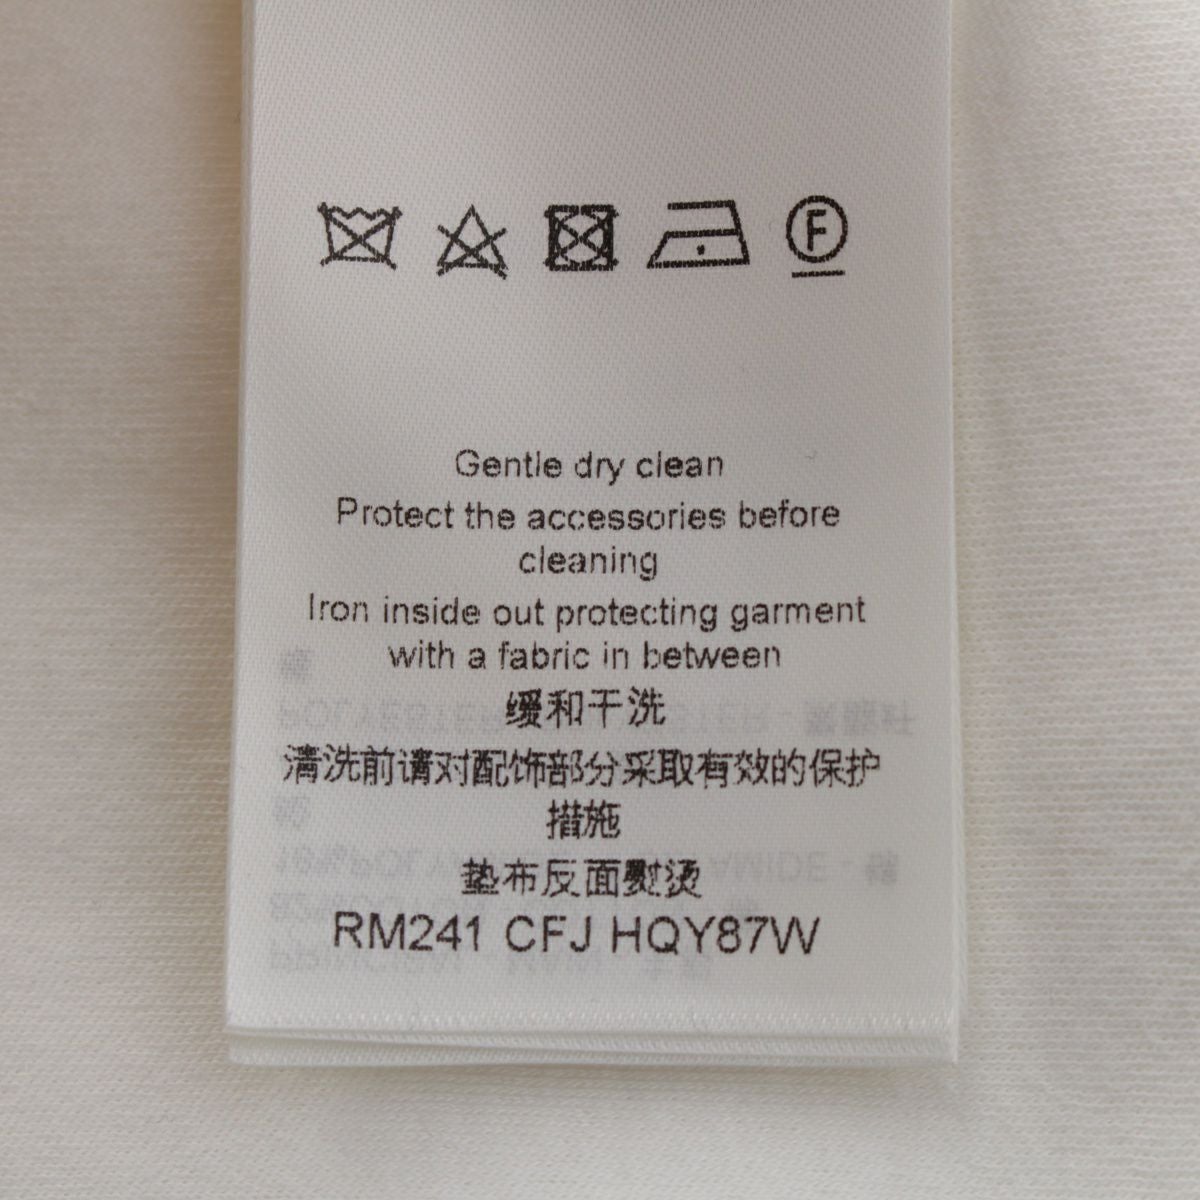 F
Gentle dry clean
Protect the accessories before
cleaning
Iron inside out protecting garment
with a fabric in between
缓和干洗
清洗前请对配饰部分采取有效的保护
措施
垫布反面熨烫
RM241 CFJ HQY87W